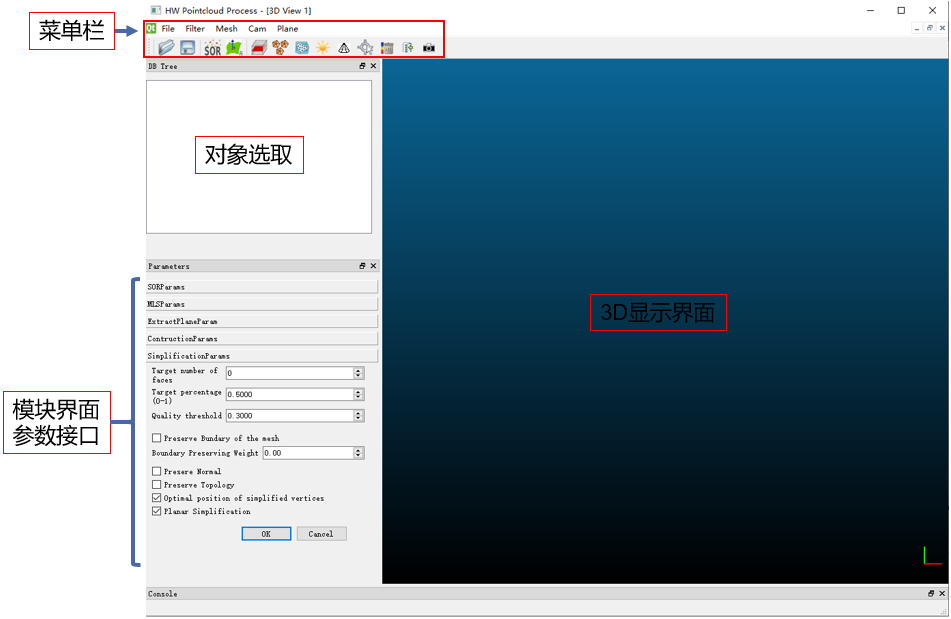 HW Pointcloud Process - [3D View 1]
菜单栏
File Filter Mesh Cam Plane
SOR
DB Tree
对象选取
Parameters
SORParams
MLSParams
ExtractPlaneParam
ContructionParams
SimplificationParams
Target number of
faces
0
Target percentage
(0-1)
0.5000
Quality threshold 0.3000
Preserve Bundary of the mesh
Boundary Preserving Weight 0.00
Presere Normal
Preserve Topology
Optimal position of simplified vertices
Planar Simplification
OK Cancel
模块界面
参数接口
3D显示界面
Console